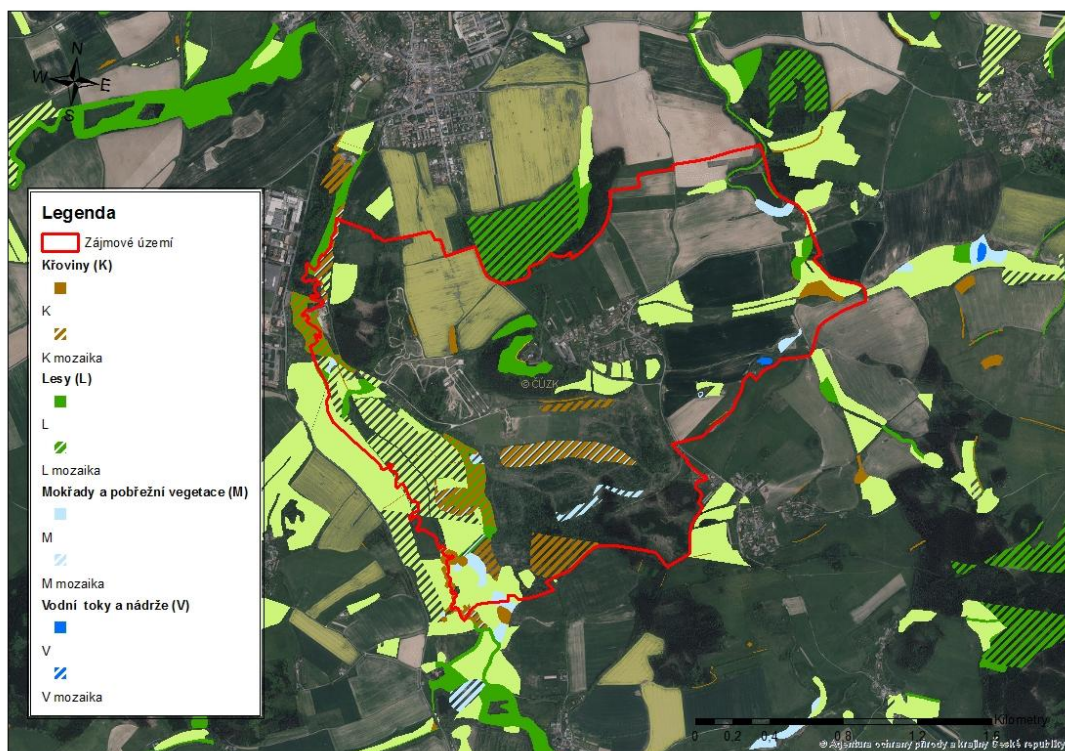 N
W E
S
Legenda
Zájmové území
Křoviny (K)
K
K mozaika
Lesy (L)
L
L mozaika
Mokřady a pobřežní vegetace (M)
M
M mozaika
Vodní toky a nádrže (V)
V
V mozaika
© ČÚZK
Kilometry
0 0.2 0.4 0.8 1.2 1.6
© Agentura ochrany přírody a krajiny České republiky